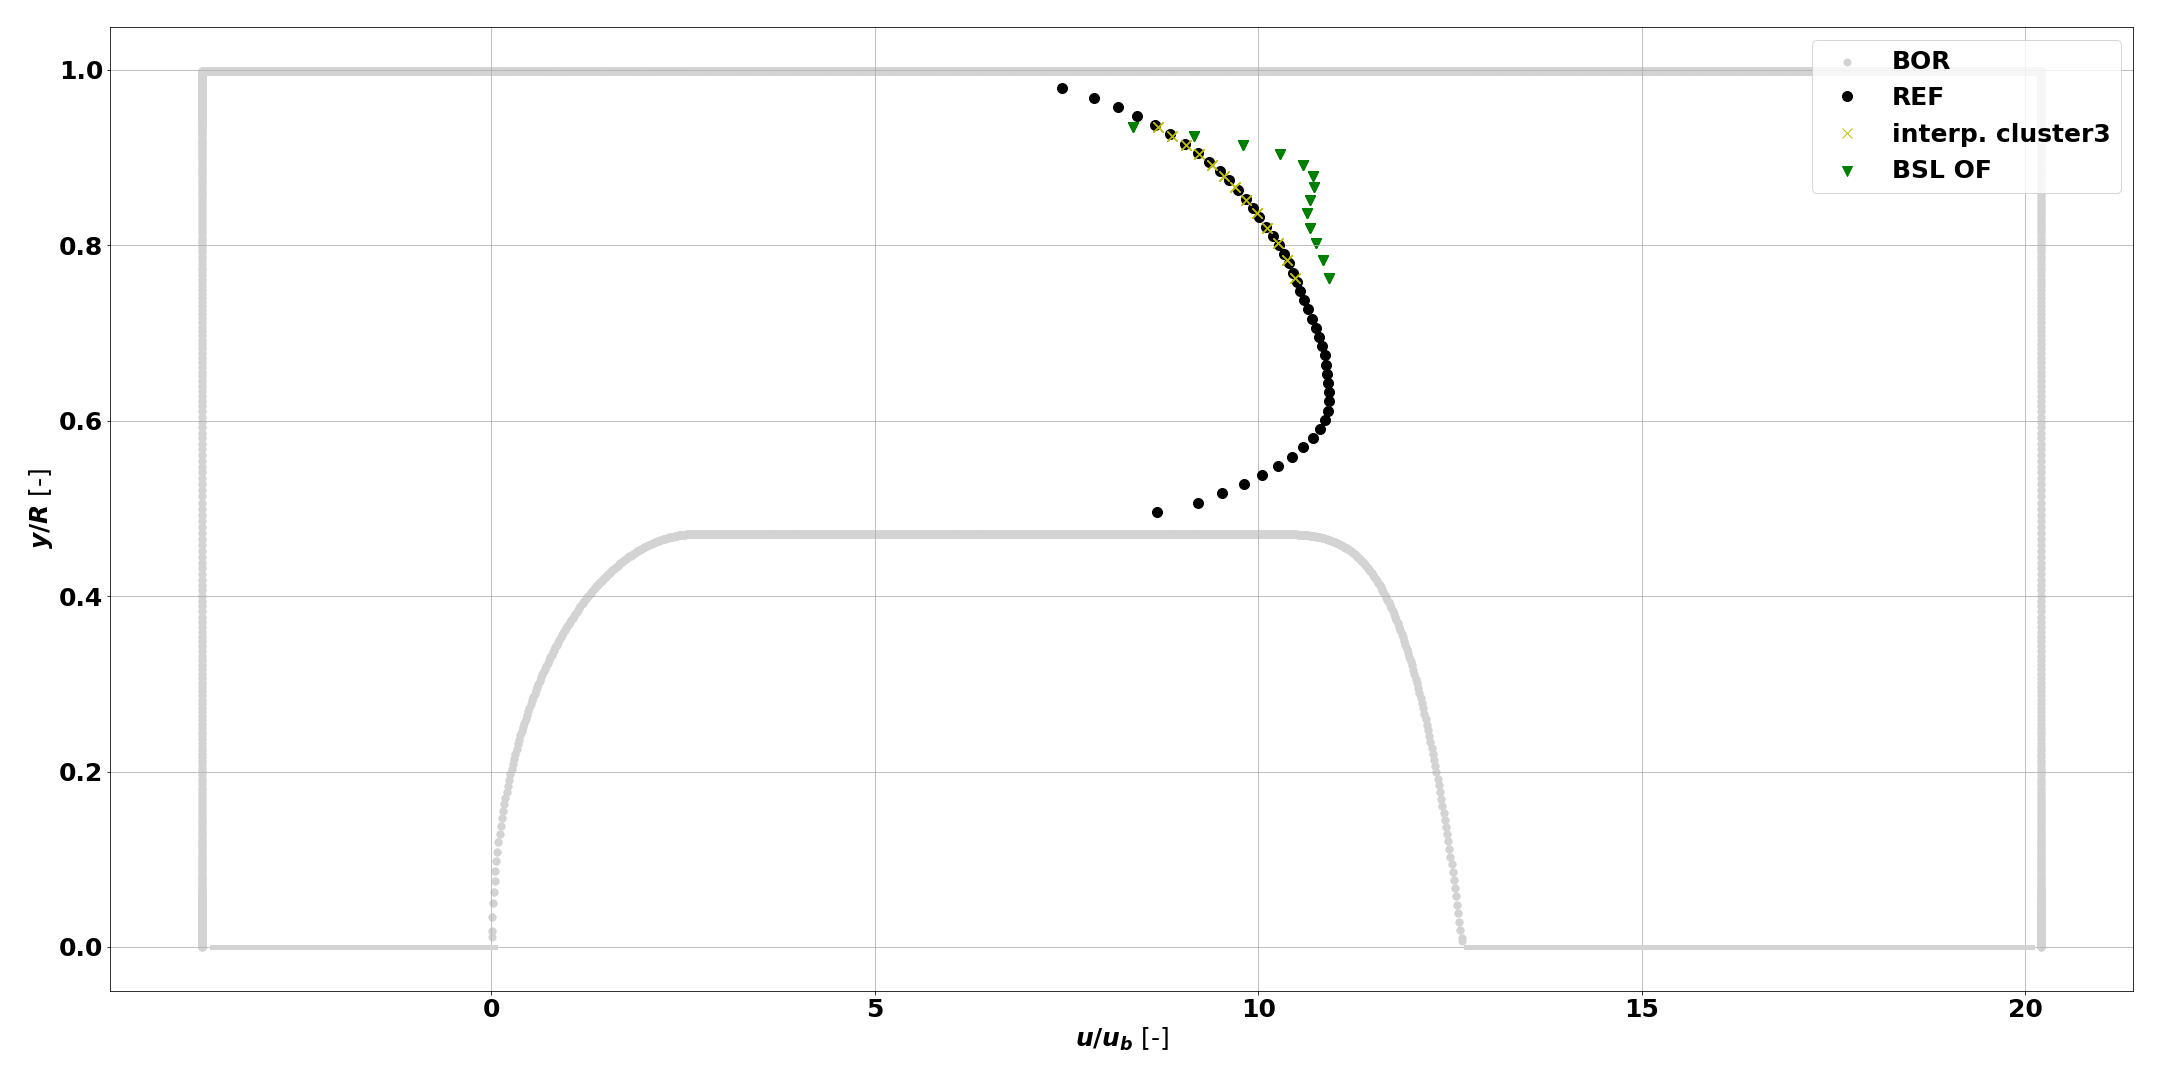 BOR
REF
interp. cluster3
BSL OF
1.0
0.8
0.6
0.4
0.2
0.0
y/R [-]
0 5 10 15 20
u/u_b [-]